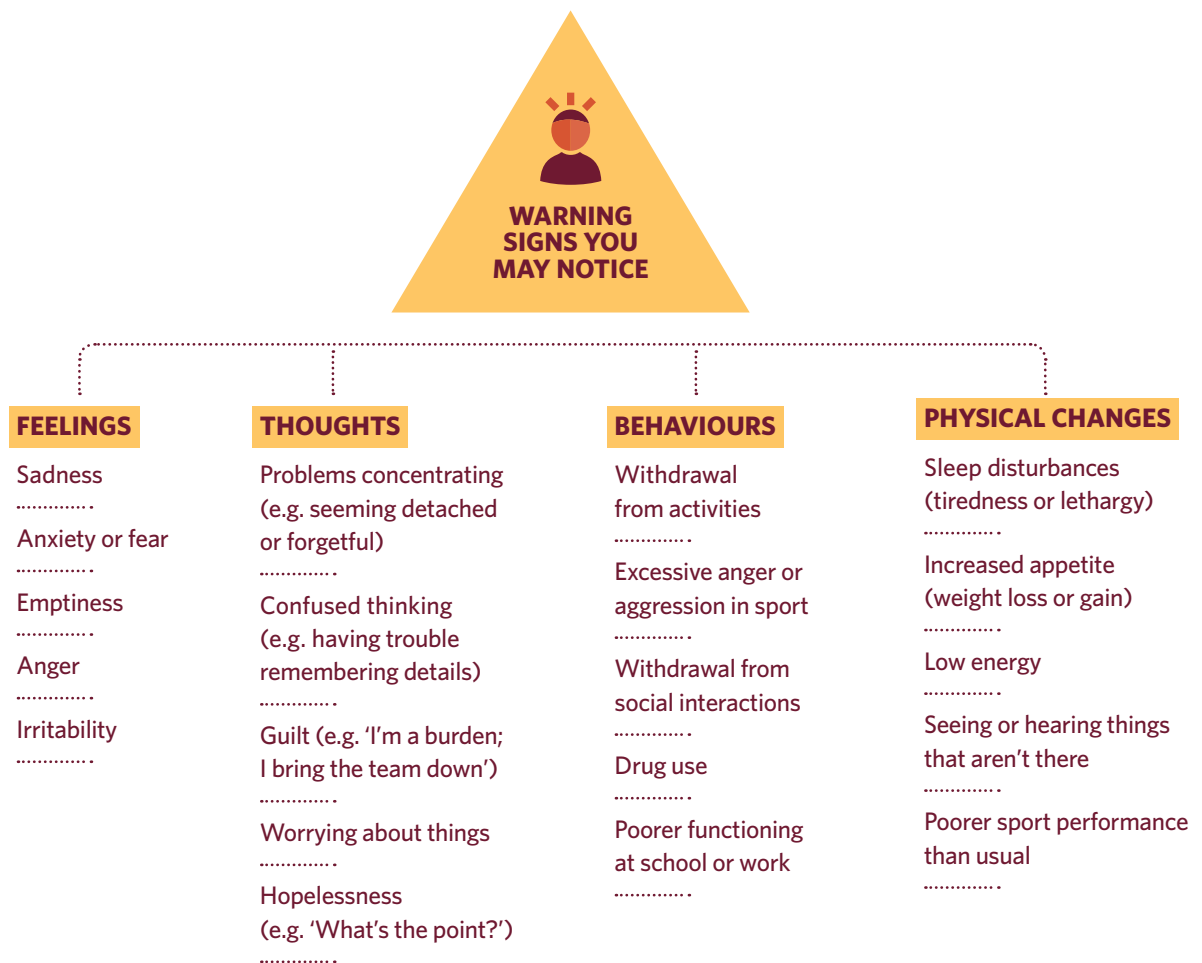 WARNING
SIGNS YOU
MAY NOTICE
FEELINGS
Sadness
Anxiety or fear
Emptiness
Anger
Irritability
THOUGHTS
Problems concentrating
(e.g. seeming detached
or forgetful)
Confused thinking
(e.g. having trouble
remembering details)
Guilt (e.g. ‘I’m a burden;
I bring the team down’)
Worrying about things
Hopelessness
(e.g. ‘What’s the point?’)
BEHAVIOURS
Withdrawal
from activities
Excessive anger or
aggression in sport
Withdrawal from
social interactions
Drug use
Poorer functioning
at school or work
PHYSICAL CHANGES
Sleep disturbances
(tiredness or lethargy)
Increased appetite
(weight loss or gain)
Low energy
Seeing or hearing things
that aren’t there
Poorer sport performance
than usual